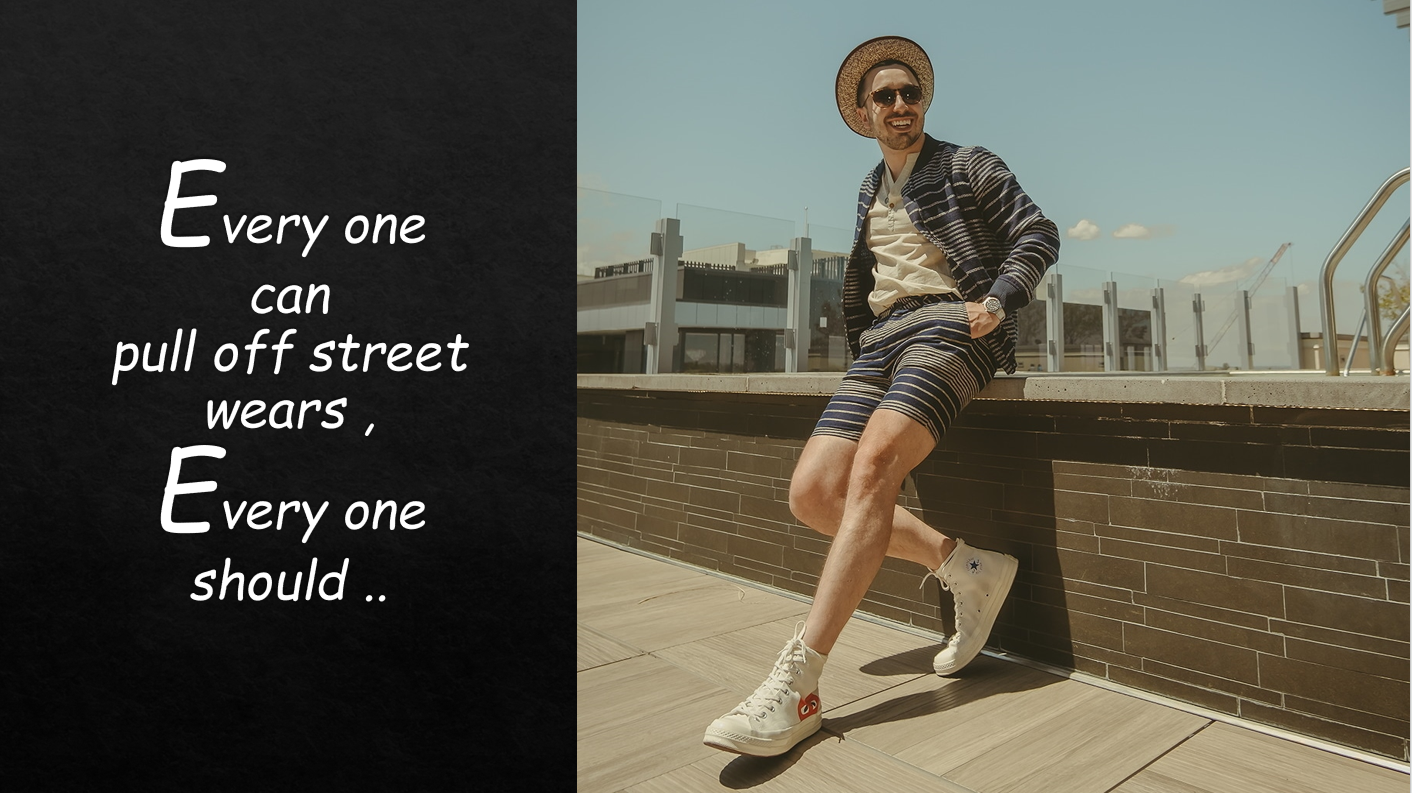 Every one
can
pull off street
wears ,
Every one
should ..